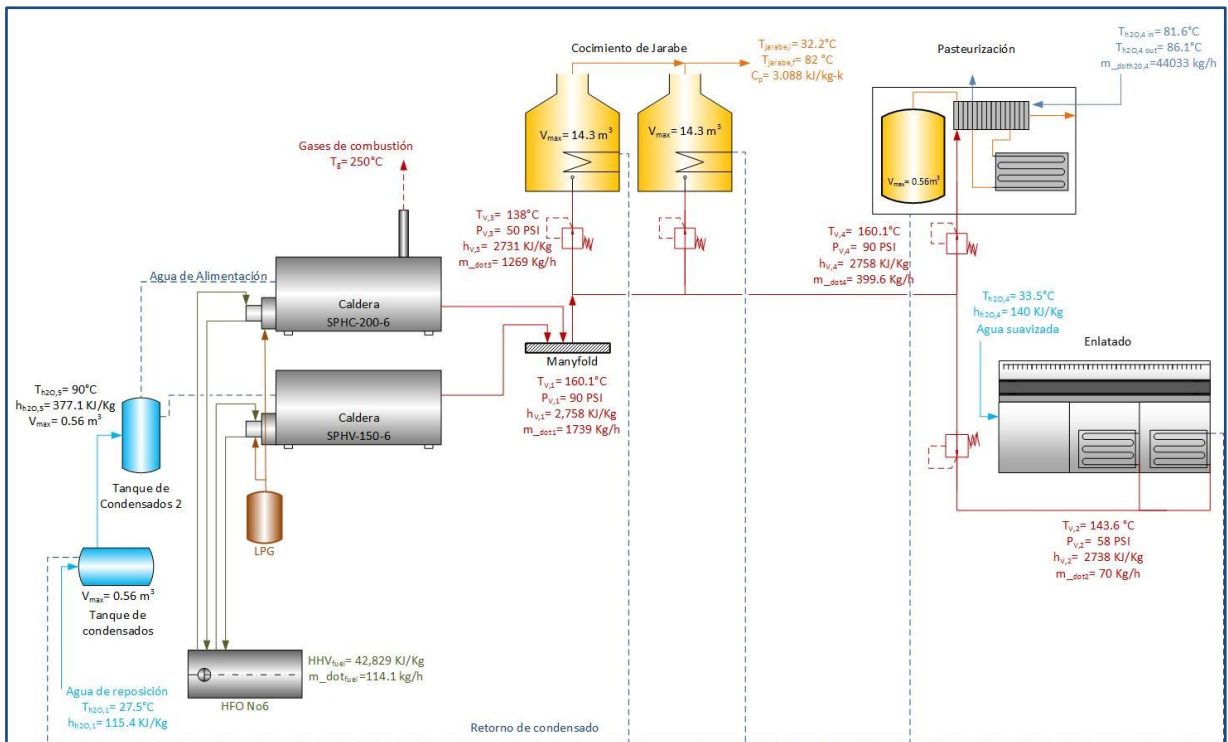 Cocimiento de Jarabe
T_jarabe,i= 32.2°C
T_jarabe,f= 82 °C
C_p= 3.088 kJ/kg-k
Pasteurización
T_h2O,4 in= 81.6°C
T_h2O,4 out= 86.1°C
m_doth20,4=44033 kg/h
V_max= 14.3 m³
V_max= 14.3 m³
V_max= 0.56m³
Gases de combustión
T_g= 250°C
T_v,3= 138°C
P_v,3= 50 PSI
h_v,3= 2731 KJ/Kg
m_dot3= 1269 Kg/h
T_v,4= 160.1°C
P_v,4= 90 PSI
h_v,4= 2758 KJ/Kg
m_dot4= 399.6 Kg/h
Agua de Alimentación
Caldera
SPHC-200-6
Manyfold
T_v,1= 160.1°C
P_v,1= 90 PSI
h_v,1= 2,758 KJ/Kg
m_dot1= 1739 Kg/h
T_h2O,4= 33.5°C
h_h2O,4= 140 KJ/Kg
Agua suavizada
Enlatado
T_h2O,5= 90°C
h_h2O,5= 377.1 KJ/Kg
V_max= 0.56 m³
Caldera
SPHV-150-6
Tanque de
Condensados 2
LPG
T_v,2= 143.6 °C
P_v,2= 58 PSI
h_v,2= 2738 KJ/Kg
m_dot2= 70 Kg/h
V_max= 0.56 m³
Tanque de
condensados
HHV_fuel= 42,829 KJ/Kg
m_dot_fuel=114.1 kg/h
HFO No6
Agua de reposición
T_h2O,1= 27.5°C
h_h2O,1= 115.4 KJ/Kg
Retorno de condensado